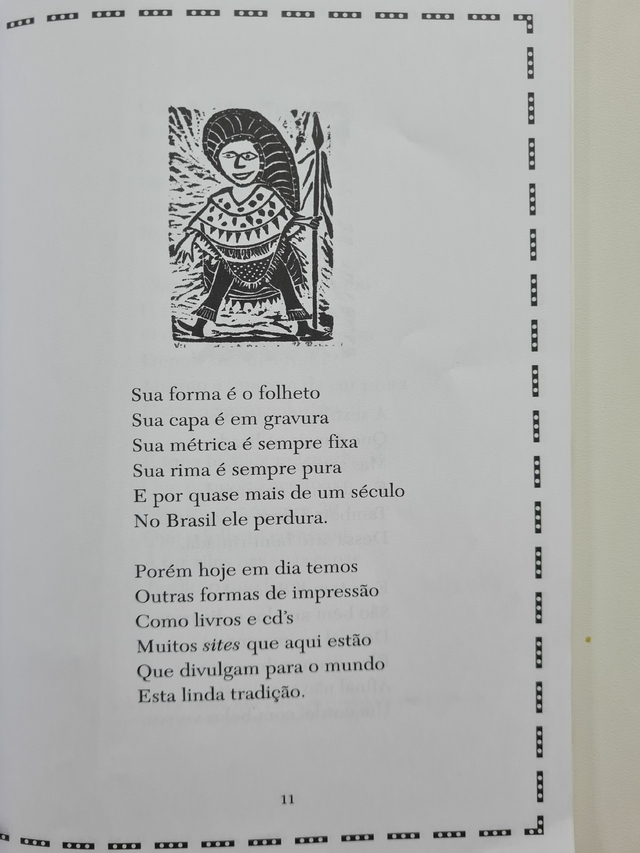 Sua forma é o folheto
Sua capa é em gravura
Sua métrica é sempre fixa
Sua rima é sempre pura
E por quase mais de um século
No Brasil ele perdura.
Porém hoje em dia temos
Outras formas de impressão
Como livros e cd's
Muitos sites que aqui estão
Que divulgam para o mundo
Esta linda tradição.
11